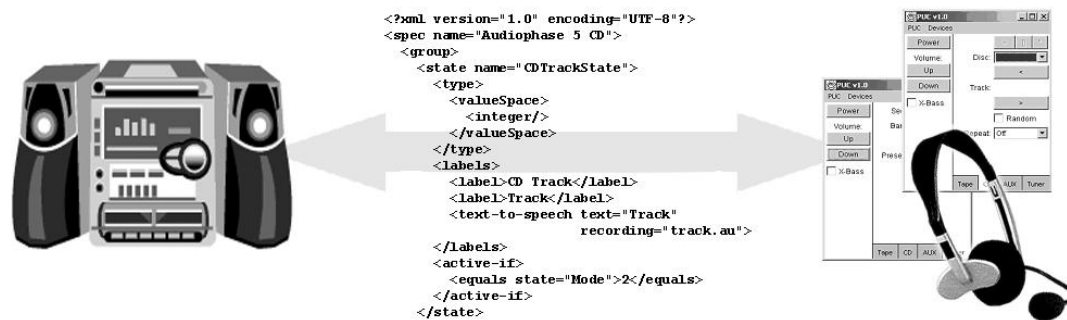 <?xml version="1.0" encoding="UTF-8"?>
<spec name="Audiophase 5 CD">
<group>
<state name="CDTrackState">
<type>
<valueSpace>
<integer/>
</valueSpace>
</type>
<labels>
<label>CD Track</label>
<label>Track</label>
<text-to-speech text="Track"
recording="track.au">
</labels>
<active-if>
<equals state="Mode">2</equals>
</active-if>
</state>
PUC v1.0
PUC Devices
Power
Volume:
Up
Down
X-Bass
Tape CD AUX
PUC v1.0
PUC Devices
Power
Volume:
Up
Down
X-Bass
Disc:
<
Track:
>
Random
Repeat: Off
Tape AUX Tuner